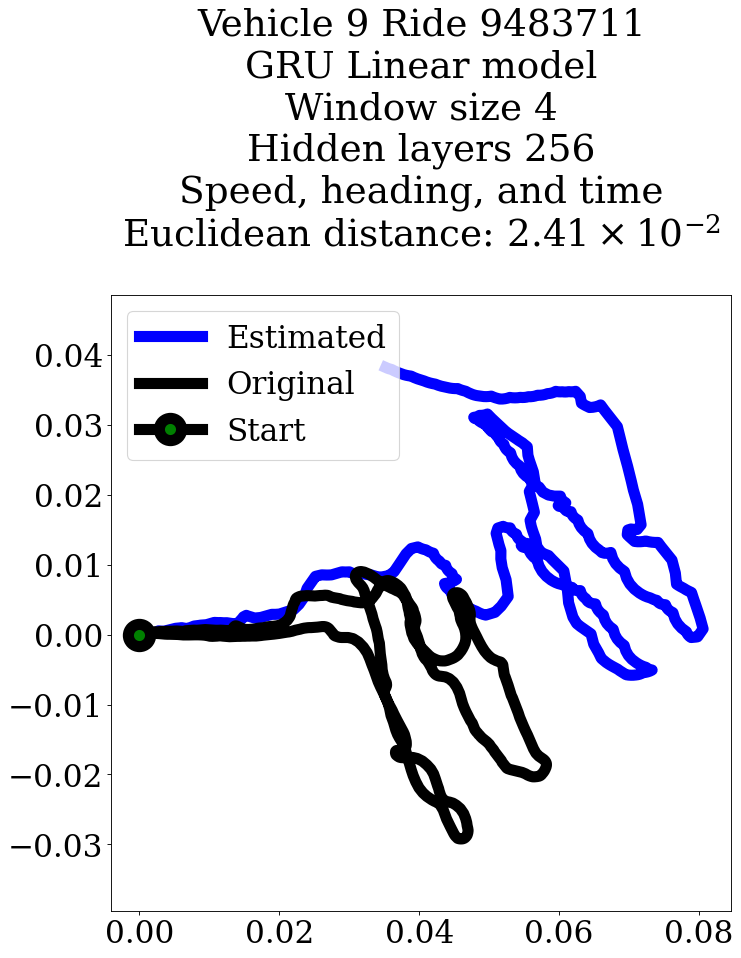 Vehicle 9 Ride 9483711
GRU Linear model
Window size 4
Hidden layers 256
Speed, heading, and time
Euclidean distance: 2.41 × 10⁻²
Estimated
Original
Start
0.04
0.03
0.02
0.01
0.00
−0.01
−0.02
−0.03
0.00 0.02 0.04 0.06 0.08